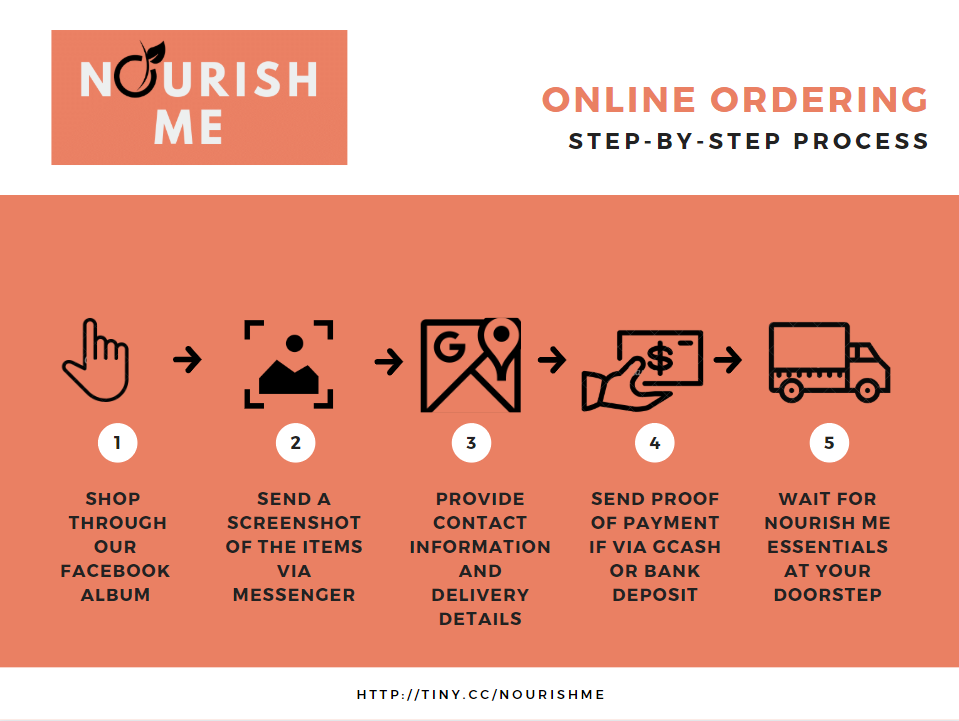 NOURISH
ME
ONLINE ORDERING
STEP-BY-STEP PROCESS
G
$
1
SHOP
THROUGH
OUR
FACEBOOK
ALBUM
2
SEND A
SCREENSHOT
OF THE ITEMS
VIA
MESSENGER
3
PROVIDE
CONTACT
INFORMATION
AND
DELIVERY
DETAILS
4
SEND PROOF
OF PAYMENT
IF VIA GCASH
OR BANK
DEPOSIT
5
WAIT FOR
NOURISH ME
ESSENTIALS
AT YOUR
DOORSTEP
HTTP://TINY.CC/NOURISHME